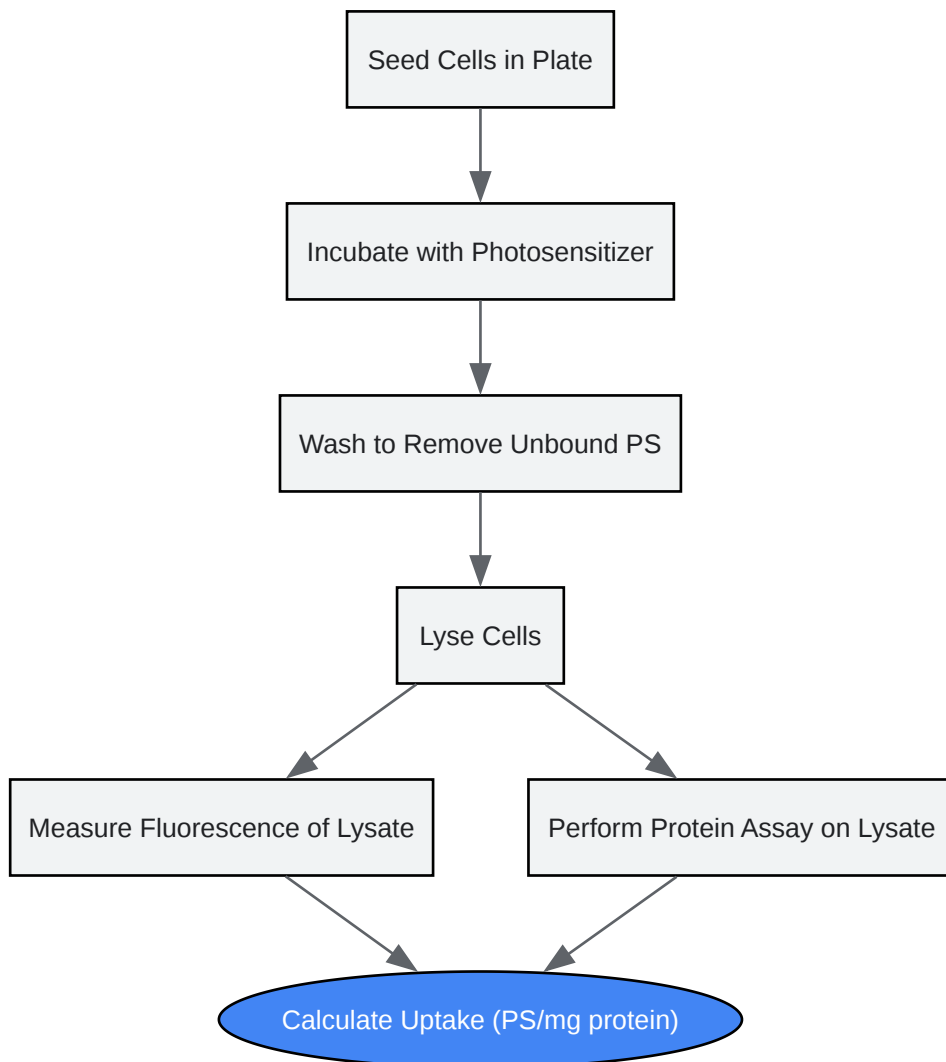 Seed Cells in Plate
Incubate with Photosensitizer
Wash to Remove Unbound PS
Lyse Cells
Measure Fluorescence of Lysate
Perform Protein Assay on Lysate
Calculate Uptake (PS/mg protein)